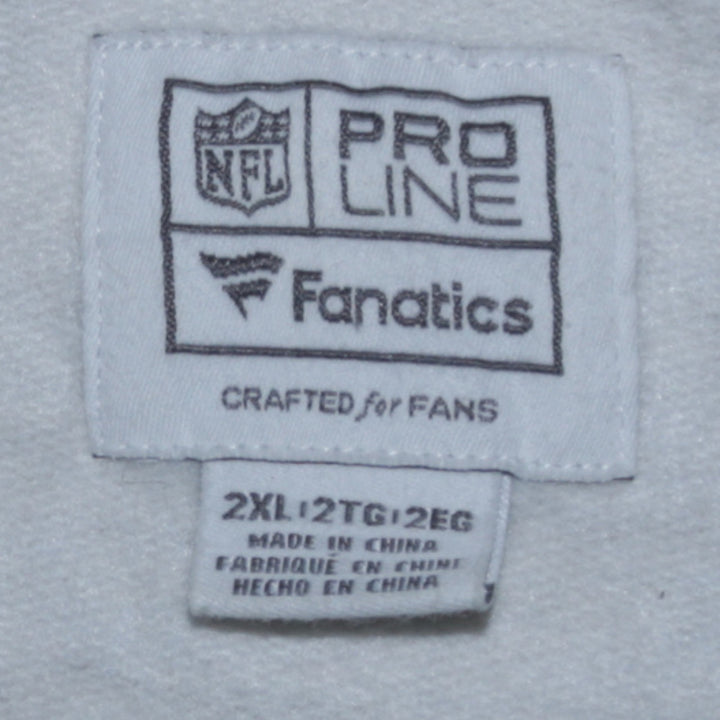 NFL
PRO
LINE
Fanatics
CRAFTED for FANS
2XL|2TG|2EG
MADE IN CHINA
FABRIQUÉ EN CHINE
HECHO EN CHINA